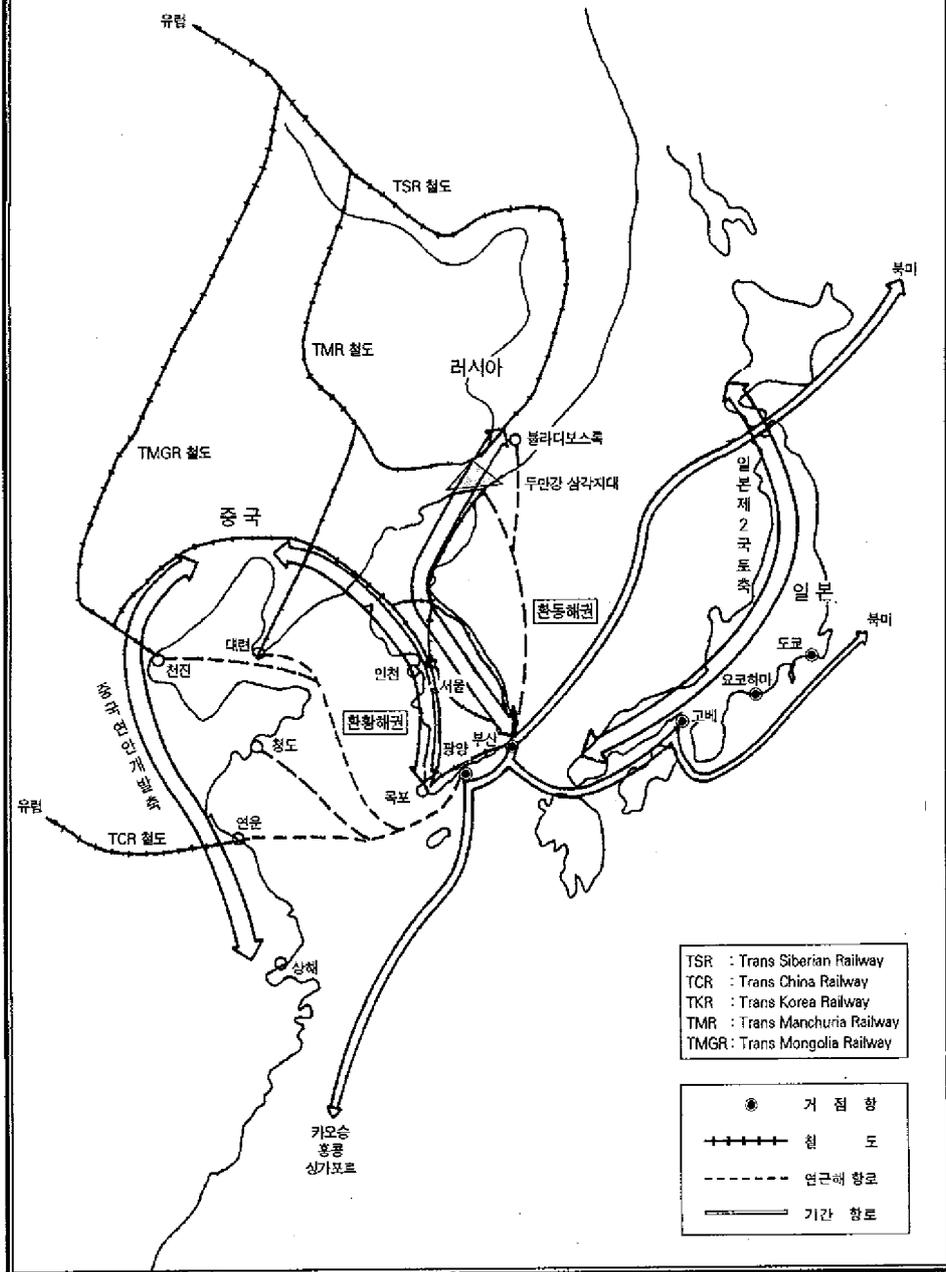 유럽
TSR 철도
북미
TMR 철도
러시아
블라디보스톡
TMGR 철도
두만강 삼각지대
중국
일본제2국토축
환동해권
일본
북미
대련
도쿄
천진
인천
서울
요코하마
중국연안개발축
환황해권
고베
청도
광양
부산
목포
유럽
연운
TCR 철도
상해
TSR : Trans Siberian Railway
TCR : Trans China Railway
TKR : Trans Korea Railway
TMR : Trans Manchuria Railway
TMGR : Trans Mongolia Railway
거 점 항
철 도
연근해 항로
기간 항로
카오슝
홍콩
싱가포르